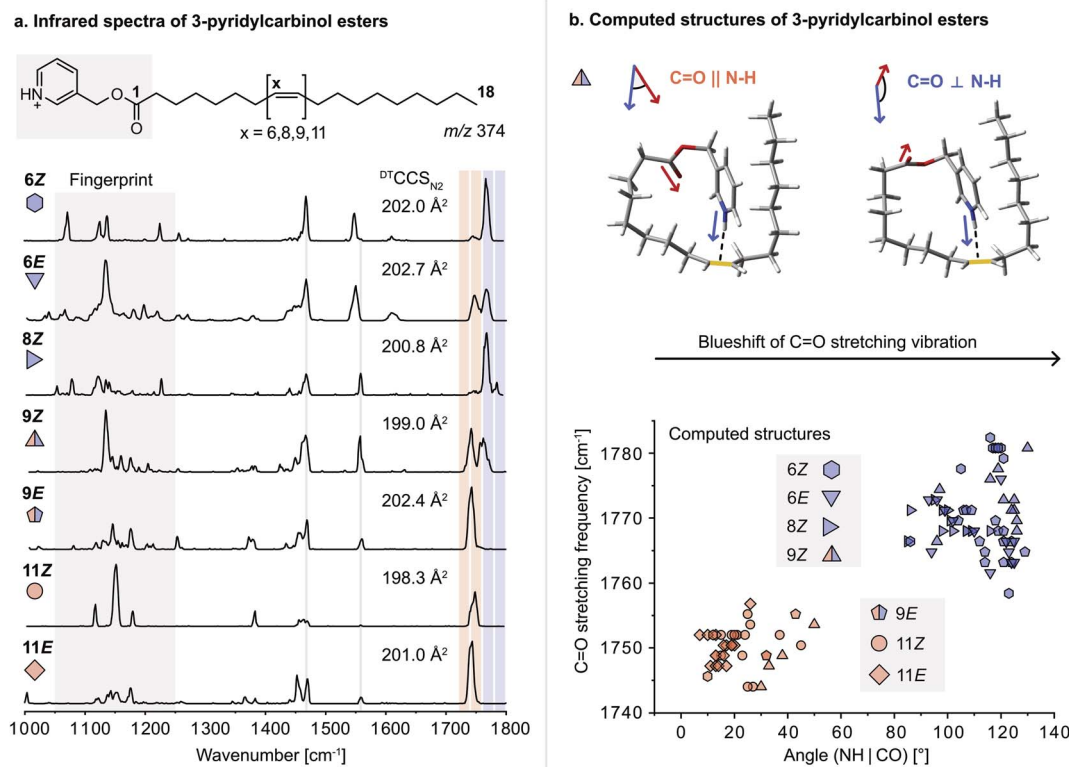 a. Infrared spectra of 3-pyridylcarbinol esters
HN
+
O
1
O
x
18
x = 6,8,9,11
m/z 374
6Z
Fingerprint
DTCCSN2
202.0 Å2
6E
202.7 Å2
8Z
200.8 Å2
9Z
199.0 Å2
9E
202.4 Å2
11Z
198.3 Å2
11E
201.0 Å2
1000 1100 1200 1300 1400 1500 1600 1700 1800
Wavenumber [cm-1]
b. Computed structures of 3-pyridylcarbinol esters
C=O || N-H
C=O ⊥ N-H
Blueshift of C=O stretching vibration
C=O stretching frequency [cm-1]
1780
1770
1760
1750
1740
Computed structures
6Z
6E
8Z
9Z
9E
11Z
11E
0 20 40 60 80 100 120 140
Angle (NH | CO) [°]